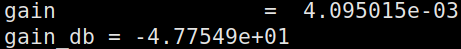 gain                =  4.095015e-03
gain_db = -4.77549e+01